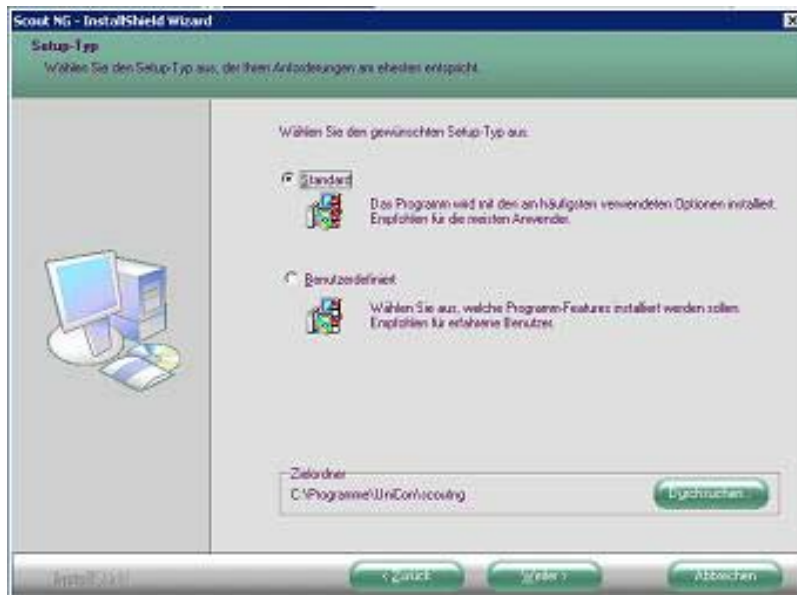 Scout NG - InstallShield Wizard
Setup-Typ
Wählen Sie den Setup-Typ aus, der Ihren Anforderungen am ehesten entspricht.
Wählen Sie den gewünschten Setup-Typ aus.
Standard
Das Programm wird mit den am häufigsten verwendeten Optionen installiert.
Empfohlen für die meisten Anwender.
Benutzerdefiniert
Wählen Sie aus, welche Programm-Features installiert werden sollen.
Empfohlen für erfahrene Benutzer.
Zielordner
C:\Programme\UniCon\scoutng
Durchsuchen...
InstallShield
< Zurück
Weiter >
Abbrechen